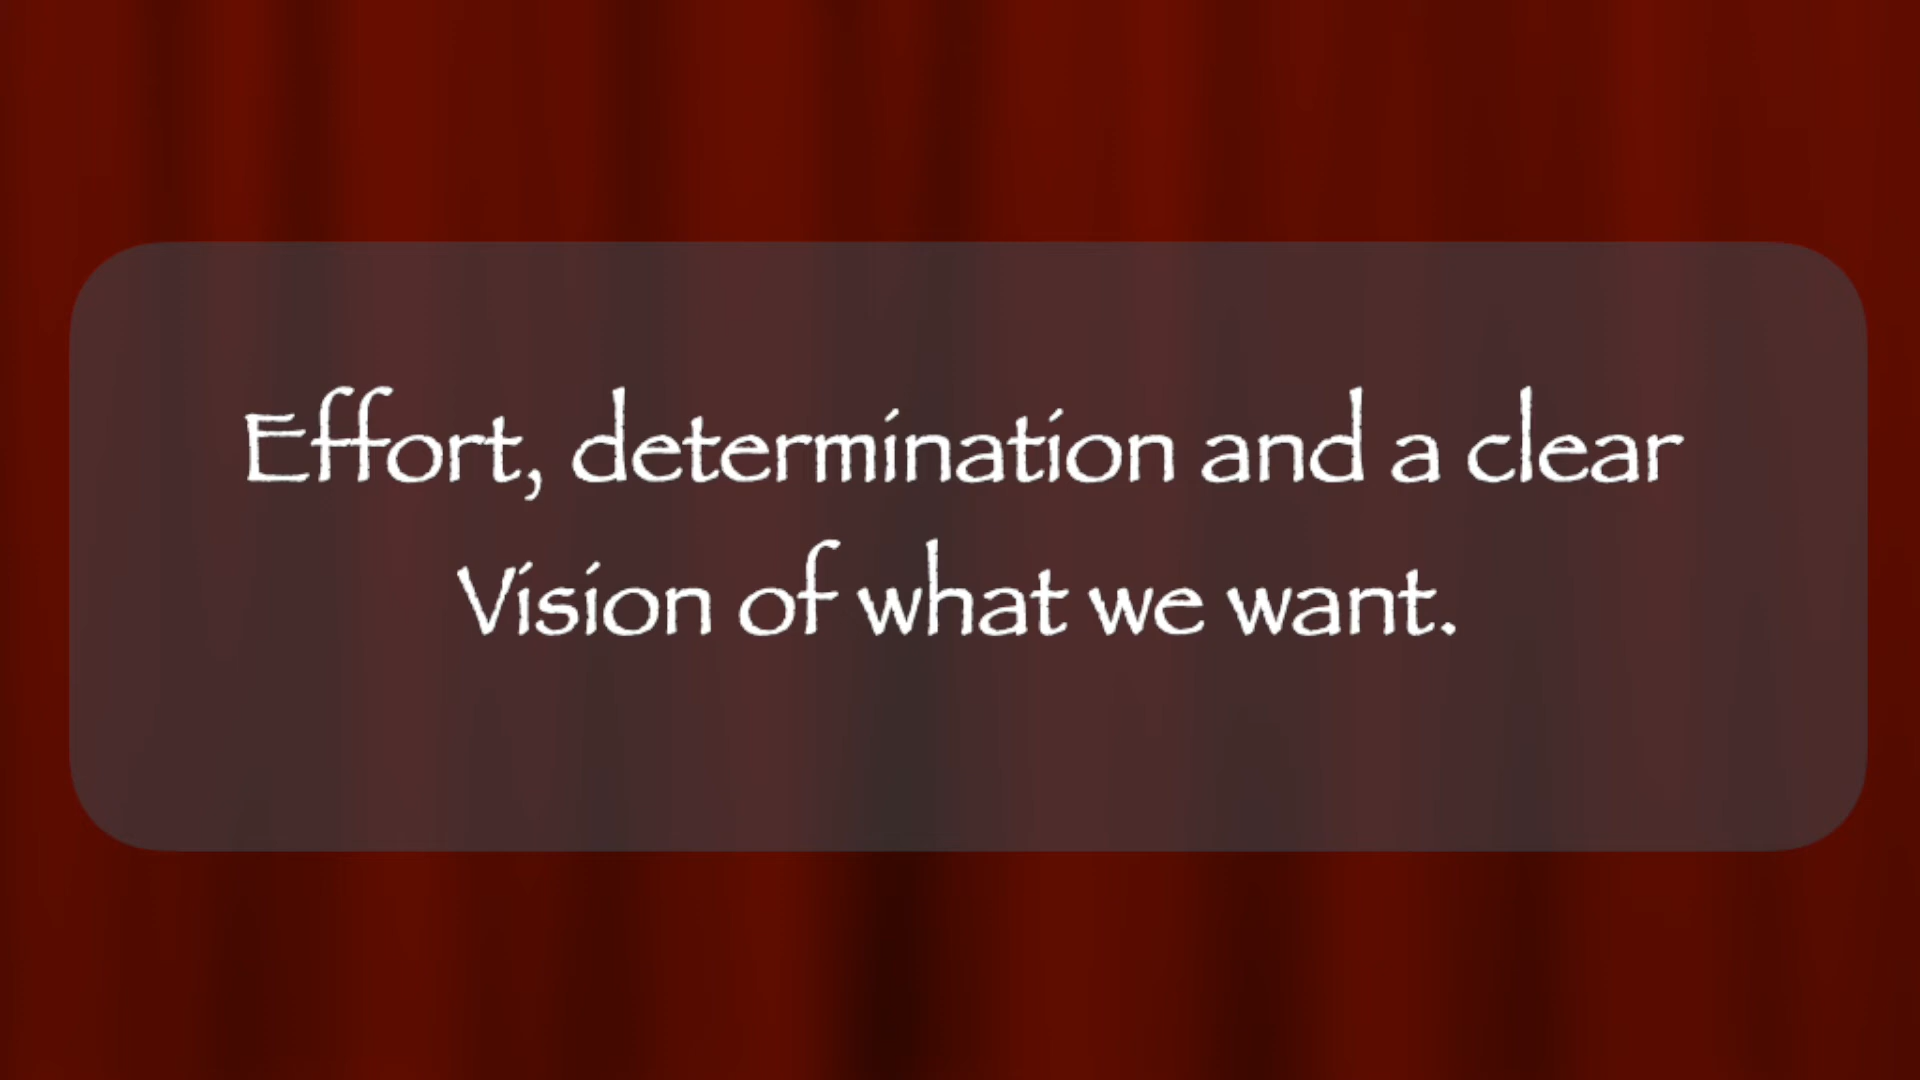 Effort, determination and a clear
Vision of what we want.